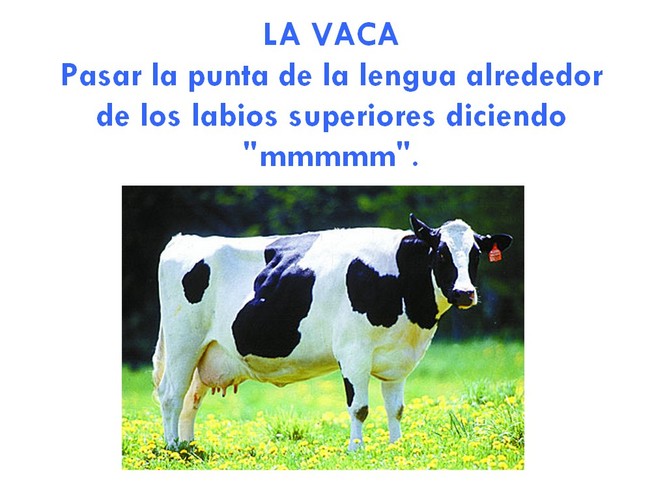 LA VACA
Pasar la punta de la lengua alrededor
de los labios superiores diciendo
"mmmmm".